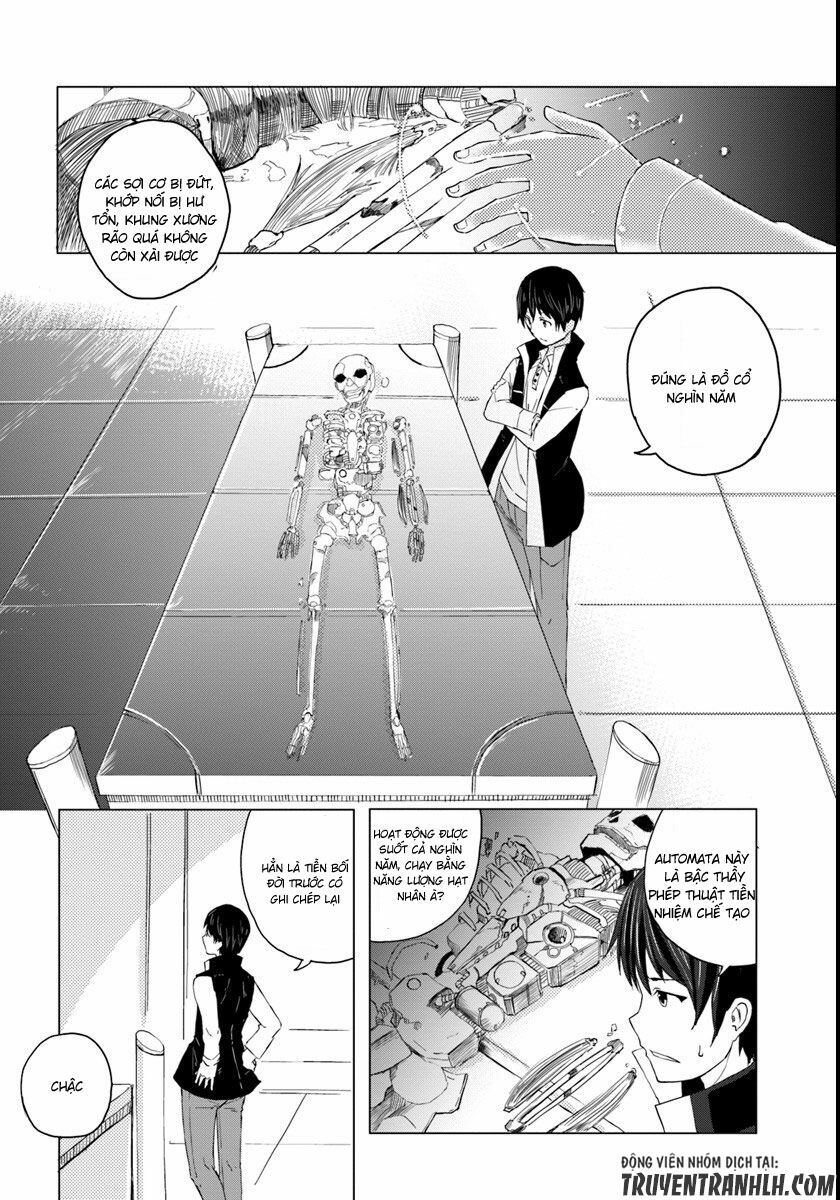 CÁC SỢI CƠ BỊ ĐỨT,
KHỚP NỐI BỊ HƯ
TỔN, KHUNG XƯƠNG
RÃO QUÁ KHÔNG
CÒN XÀI ĐƯỢC
ĐÚNG LÀ ĐỒ CỔ
NGHÌN NĂM
AUTOMATA NÀY
LÀ BẬC THẦY
PHÉP THUẬT TIỀN
NHIỆM CHẾ TẠO
HOẠT ĐỘNG ĐƯỢC
SUỐT CẢ NGHÌN
NĂM, CHẠY BẰNG
NĂNG LƯỢNG HẠT
NHÂN À?
HẲN LÀ TIỀN BỐI
ĐỜI TRƯỚC CÓ
GHI CHÉP LẠI
CHẬC
ĐỘNG VIÊN NHÓM DỊCH TẠI:
TRUYENTRANHLH.COM